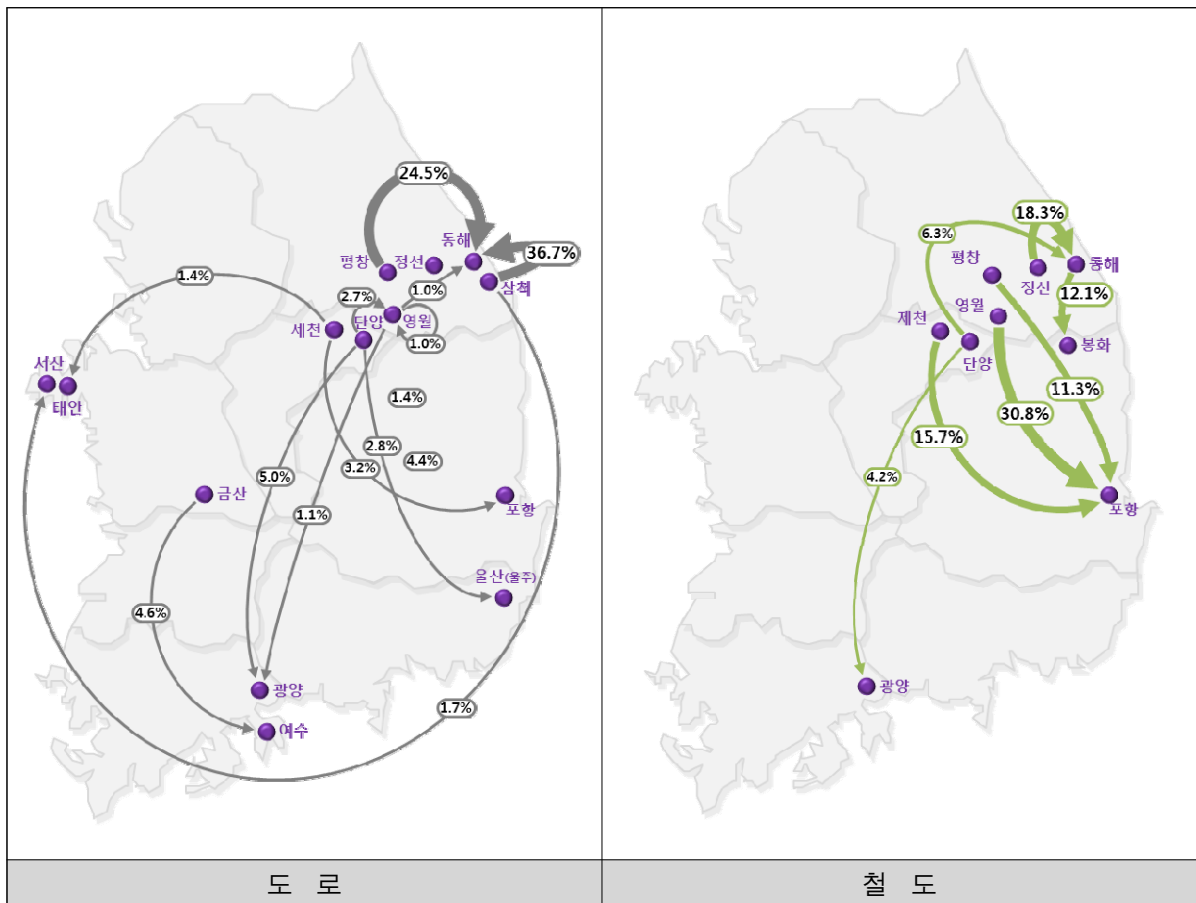 24.5%
동해
36.7%
평창
정선
삼척
1.4%
2.7%
1.0%
세천
단양
영월
1.0%
서산
태안
1.4%
2.8%
4.4%
3.2%
5.0%
금산
1.1%
포항
울산(울주)
4.6%
광양
1.7%
여수
도 로
18.3%
6.3%
평창
동해
정신
12.1%
영월
제천
단양
봉화
11.3%
30.8%
15.7%
4.2%
포항
광양
철 도